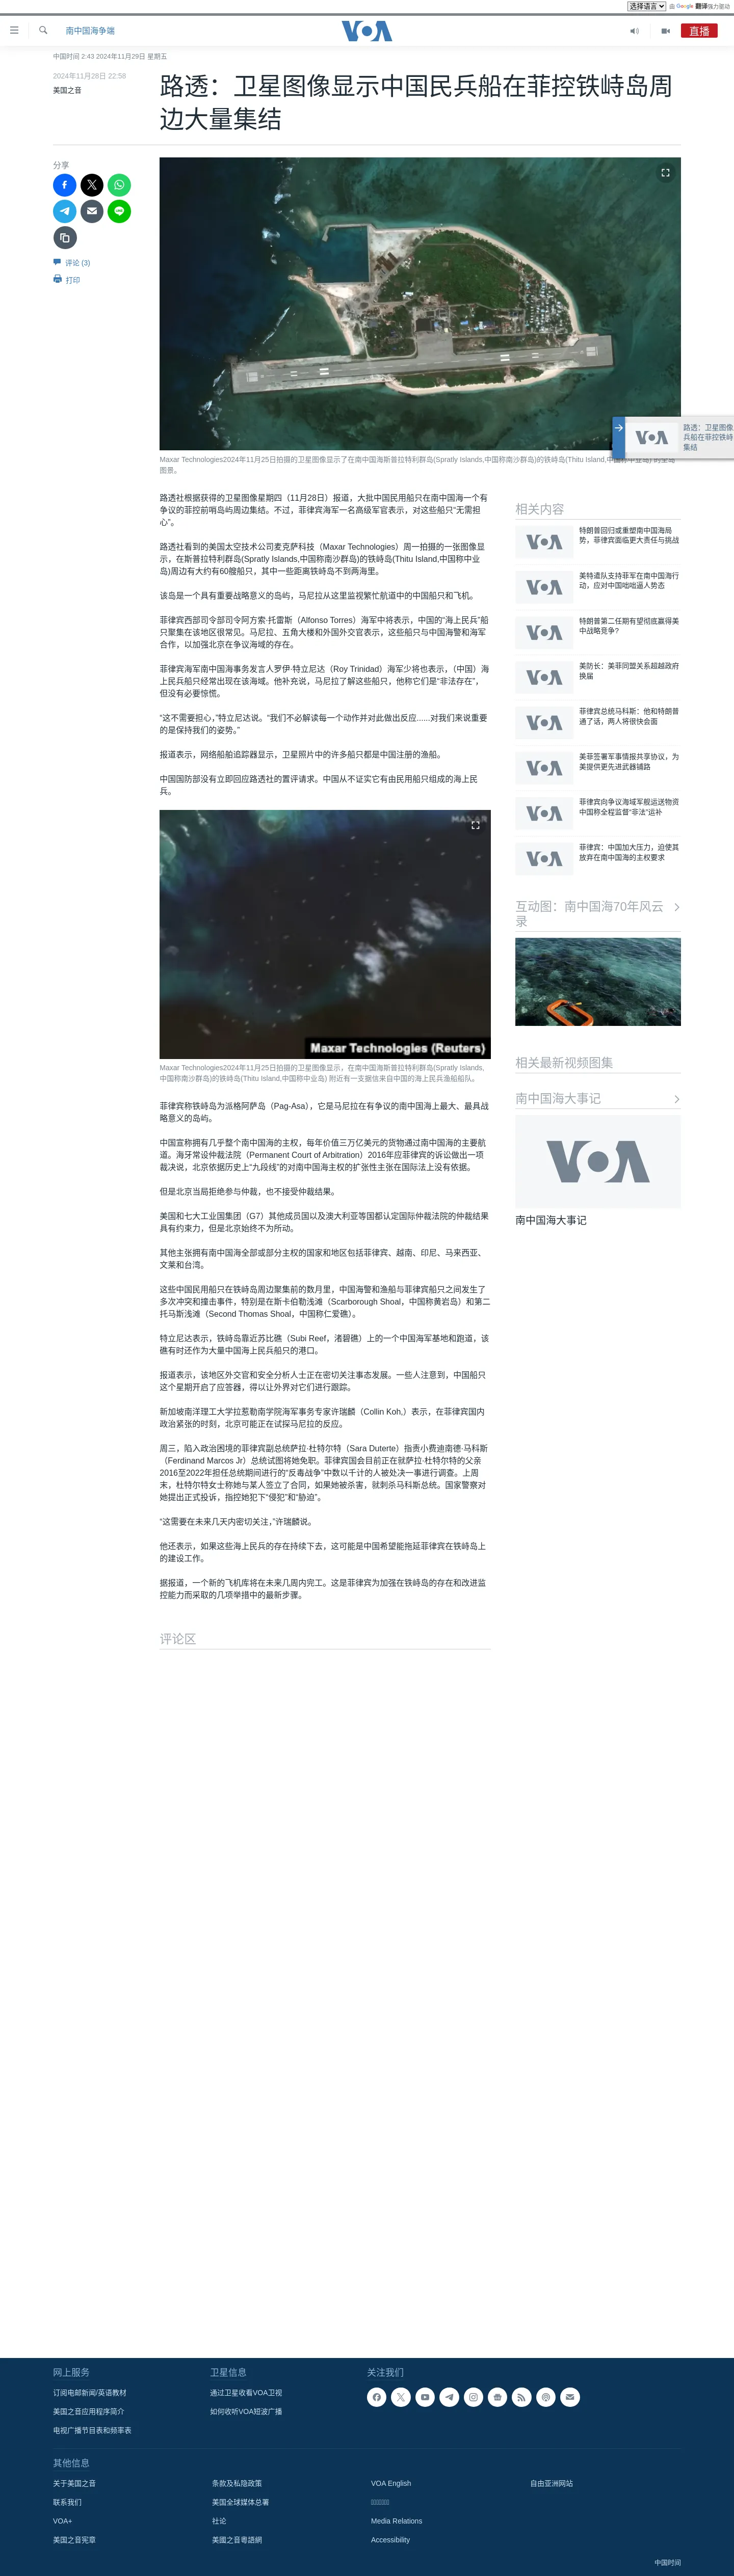 选择语言
由 Google 翻译强力驱动
南中国海争端
VOA
直播
中国时间 2:43 2024年11月29日 星期五
2024年11月28日 22:58
美国之音
路透：卫星图像显示中国民兵船在菲控铁峙岛周
边大量集结
分享
评论 (3)
打印
Maxar Technologies2024年11月25日拍摄的卫星图像显示了在南中国海斯普拉特利群岛(Spratly Islands,中国称南沙群岛)的铁峙岛(Thitu Island,中国称中业岛) 的全岛
图景。
路透：卫星图像
兵船在菲控铁峙
集结
路透社根据获得的卫星图像星期四（11月28日）报道，大批中国民用船只在南中国海一个有
争议的菲控前哨岛屿周边集结。不过，菲律宾海军一名高级军官表示，对这些船只“无需担
心”。
路透社看到的美国太空技术公司麦克萨科技（Maxar Technologies）周一拍摄的一张图像显
示，在斯普拉特利群岛(Spratly Islands,中国称南沙群岛)的铁峙岛(Thitu Island,中国称中业
岛)周边有大约有60艘船只，其中一些距离铁峙岛不到两海里。
该岛是一个具有重要战略意义的岛屿，马尼拉从这里监视繁忙航道中的中国船只和飞机。
菲律宾西部司令部司令阿方索·托雷斯（Alfonso Torres）海军中将表示，中国的“海上民兵”船
只聚集在该地区很常见。马尼拉、五角大楼和外国外交官表示，这些船只与中国海警和海军
合作，以加强北京在争议海域的存在。
菲律宾海军南中国海事务发言人罗伊·特立尼达（Roy Trinidad）海军少将也表示，（中国）海
上民兵船只经常出现在该海域。他补充说，马尼拉了解这些船只，他称它们是“非法存在”，
但没有必要惊慌。
“这不需要担心，”特立尼达说。“我们不必解读每一个动作并对此做出反应......对我们来说重要
的是保持我们的姿势。”
报道表示，网络船舶追踪器显示，卫星照片中的许多船只都是中国注册的渔船。
中国国防部没有立即回应路透社的置评请求。中国从不证实它有由民用船只组成的海上民
兵。
MAXAR
Maxar Technologies (Reuters)
Maxar Technologies2024年11月25日拍摄的卫星图像显示，在南中国海斯普拉特利群岛(Spratly Islands,
中国称南沙群岛)的铁峙岛(Thitu Island,中国称中业岛) 附近有一支据信来自中国的海上民兵渔船船队。
菲律宾称铁峙岛为派格阿萨岛（Pag-Asa），它是马尼拉在有争议的南中国海上最大、最具战
略意义的岛屿。
中国宣称拥有几乎整个南中国海的主权，每年价值三万亿美元的货物通过南中国海的主要航
道。海牙常设仲裁法院（Permanent Court of Arbitration）2016年应菲律宾的诉讼做出一项
裁决说，北京依据历史上“九段线”的对南中国海主权的扩张性主张在国际法上没有依据。
但是北京当局拒绝参与仲裁，也不接受仲裁结果。
美国和七大工业国集团（G7）其他成员国以及澳大利亚等国都认定国际仲裁法院的仲裁结果
具有约束力，但是北京始终不为所动。
其他主张拥有南中国海全部或部分主权的国家和地区包括菲律宾、越南、印尼、马来西亚、
文莱和台湾。
这些中国民用船只在铁峙岛周边聚集前的数月里，中国海警和渔船与菲律宾船只之间发生了
多次冲突和撞击事件，特别是在斯卡伯勒浅滩（Scarborough Shoal，中国称黄岩岛）和第二
托马斯浅滩（Second Thomas Shoal，中国称仁爱礁）。
特立尼达表示，铁峙岛靠近苏比礁（Subi Reef，渚碧礁）上的一个中国海军基地和跑道，该
礁有时还作为大量中国海上民兵船只的港口。
报道表示，该地区外交官和安全分析人士正在密切关注事态发展。一些人注意到，中国船只
这个星期开启了应答器，得以让外界对它们进行跟踪。
新加坡南洋理工大学拉惹勒南学院海军事务专家许瑞麟（Collin Koh,）表示，在菲律宾国内
政治紧张的时刻，北京可能正在试探马尼拉的反应。
周三，陷入政治困境的菲律宾副总统萨拉·杜特尔特（Sara Duterte）指责小费迪南德·马科斯
（Ferdinand Marcos Jr）总统试图将她免职。菲律宾国会目前正在就萨拉·杜特尔特的父亲
2016至2022年担任总统期间进行的“反毒战争”中数以千计的人被处决一事进行调查。上周
末，杜特尔特女士称她与某人签立了合同，如果她被杀害，就刺杀马科斯总统。国家警察对
她提出正式投诉，指控她犯下“侵犯”和“胁迫”。
“这需要在未来几天内密切关注，”许瑞麟说。
他还表示，如果这些海上民兵的存在持续下去，这可能是中国希望能拖延菲律宾在铁峙岛上
的建设工作。
据报道，一个新的飞机库将在未来几周内完工。这是菲律宾为加强在铁峙岛的存在和改进监
控能力而采取的几项举措中的最新步骤。
评论区
相关内容
特朗普回归或重塑南中国海局
势，菲律宾面临更大责任与挑战
美特遣队支持菲军在南中国海行
动，应对中国咄咄逼人势态
特朗普第二任期有望彻底赢得美
中战略竞争?
美防长：美菲同盟关系超越政府
换届
菲律宾总统马科斯：他和特朗普
通了话，两人将很快会面
美菲签署军事情报共享协议，为
美提供更先进武器铺路
菲律宾向争议海域军舰运送物资
中国称全程监督“非法”运补
菲律宾：中国加大压力，迫使其
放弃在南中国海的主权要求
互动图：南中国海70年风云
录
相关最新视频图集
南中国海大事记
VOA
南中国海大事记
网上服务
订阅电邮新闻/英语教材
美国之音应用程序简介
电视广播节目表和频率表
卫星信息
通过卫星收看VOA卫视
如何收听VOA短波广播
关注我们
其他信息
关于美国之音
联系我们
VOA+
美国之音宪章
条款及私隐政策
美国全球媒体总署
社论
美國之音粵語網
VOA English
Media Relations
Accessibility
自由亚洲网站
中国时间